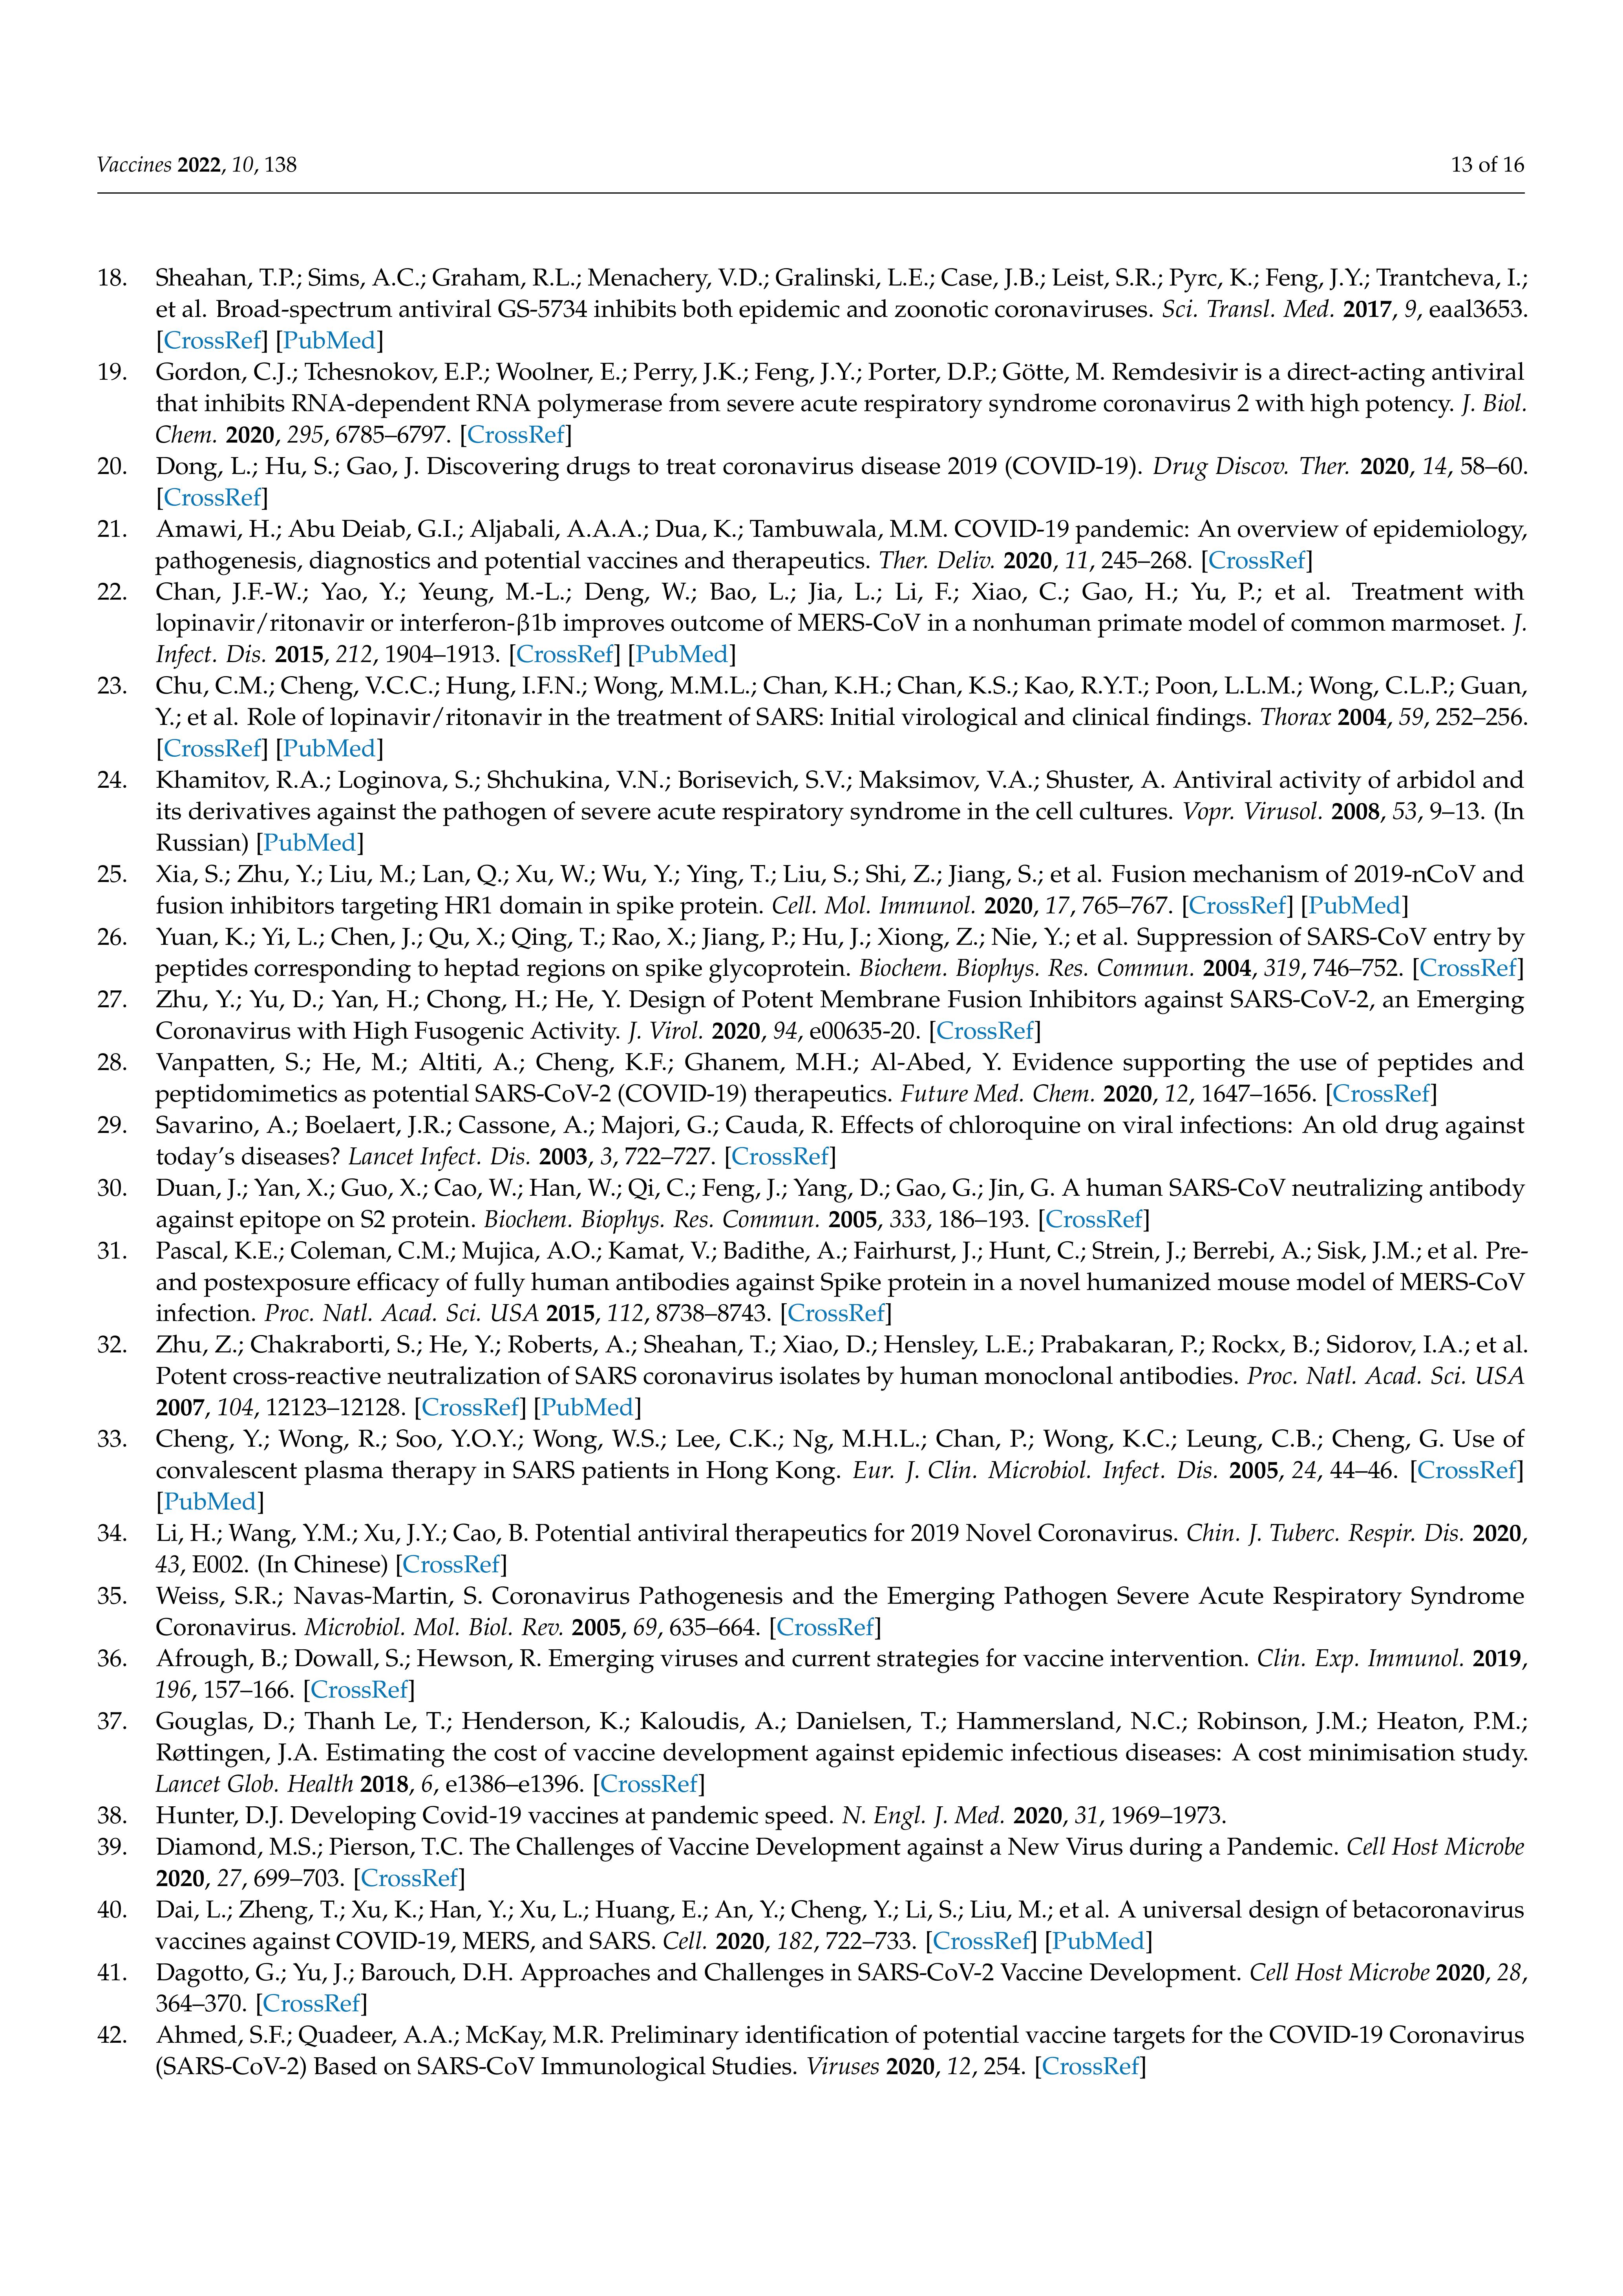 Vaccines 2022, 10, 138
13 of 16
18. Sheahan, T.P.; Sims, A.C.; Graham, R.L.; Menachery, V.D.; Gralinski, L.E.; Case, J.B.; Leist, S.R.; Pyrc, K.; Feng, J.Y.; Trantcheva, I.;
et al. Broad-spectrum antiviral GS-5734 inhibits both epidemic and zoonotic coronaviruses. Sci. Transl. Med. 2017, 9, eaal3653.
[CrossRef] [PubMed]
19. Gordon, C.J.; Tchesnokov, E.P.; Woolner, E.; Perry, J.K.; Feng, J.Y.; Porter, D.P.; Götte, M. Remdesivir is a direct-acting antiviral
that inhibits RNA-dependent RNA polymerase from severe acute respiratory syndrome coronavirus 2 with high potency. J. Biol.
Chem. 2020, 295, 6785–6797. [CrossRef]
20. Dong, L.; Hu, S.; Gao, J. Discovering drugs to treat coronavirus disease 2019 (COVID-19). Drug Discov. Ther. 2020, 14, 58–60.
[CrossRef]
21. Amawi, H.; Abu Deiab, G.I.; Aljabali, A.A.A.; Dua, K.; Tambuwala, M.M. COVID-19 pandemic: An overview of epidemiology,
pathogenesis, diagnostics and potential vaccines and therapeutics. Ther. Deliv. 2020, 11, 245–268. [CrossRef]
22. Chan, J.F.-W.; Yao, Y.; Yeung, M.-L.; Deng, W.; Bao, L.; Jia, L.; Li, F.; Xiao, C.; Gao, H.; Yu, P.; et al. Treatment with
lopinavir/ritonavir or interferon-β1b improves outcome of MERS-CoV in a nonhuman primate model of common marmoset. J.
Infect. Dis. 2015, 212, 1904–1913. [CrossRef] [PubMed]
23. Chu, C.M.; Cheng, V.C.C.; Hung, I.F.N.; Wong, M.M.L.; Chan, K.H.; Chan, K.S.; Kao, R.Y.T.; Poon, L.L.M.; Wong, C.L.P.; Guan,
Y.; et al. Role of lopinavir/ritonavir in the treatment of SARS: Initial virological and clinical findings. Thorax 2004, 59, 252–256.
[CrossRef] [PubMed]
24. Khamitov, R.A.; Loginova, S.; Shchukina, V.N.; Borisevich, S.V.; Maksimov, V.A.; Shuster, A. Antiviral activity of arbidol and
its derivatives against the pathogen of severe acute respiratory syndrome in the cell cultures. Vopr. Virusol. 2008, 53, 9–13. (In
Russian) [PubMed]
25. Xia, S.; Zhu, Y.; Liu, M.; Lan, Q.; Xu, W.; Wu, Y.; Ying, T.; Liu, S.; Shi, Z.; Jiang, S.; et al. Fusion mechanism of 2019-nCoV and
fusion inhibitors targeting HR1 domain in spike protein. Cell. Mol. Immunol. 2020, 17, 765–767. [CrossRef] [PubMed]
26. Yuan, K.; Yi, L.; Chen, J.; Qu, X.; Qing, T.; Rao, X.; Jiang, P.; Hu, J.; Xiong, Z.; Nie, Y.; et al. Suppression of SARS-CoV entry by
peptides corresponding to heptad regions on spike glycoprotein. Biochem. Biophys. Res. Commun. 2004, 319, 746–752. [CrossRef]
27. Zhu, Y.; Yu, D.; Yan, H.; Chong, H.; He, Y. Design of Potent Membrane Fusion Inhibitors against SARS-CoV-2, an Emerging
Coronavirus with High Fusogenic Activity. J. Virol. 2020, 94, e00635-20. [CrossRef]
28. Vanpatten, S.; He, M.; Altiti, A.; Cheng, K.F.; Ghanem, M.H.; Al-Abed, Y. Evidence supporting the use of peptides and
peptidomimetics as potential SARS-CoV-2 (COVID-19) therapeutics. Future Med. Chem. 2020, 12, 1647–1656. [CrossRef]
29. Savarino, A.; Boelaert, J.R.; Cassone, A.; Majori, G.; Cauda, R. Effects of chloroquine on viral infections: An old drug against
today's diseases? Lancet Infect. Dis. 2003, 3, 722–727. [CrossRef]
30. Duan, J.; Yan, X.; Guo, X.; Cao, W.; Han, W.; Qi, C.; Feng, J.; Yang, D.; Gao, G.; Jin, G. A human SARS-CoV neutralizing antibody
against epitope on S2 protein. Biochem. Biophys. Res. Commun. 2005, 333, 186–193. [CrossRef]
31. Pascal, K.E.; Coleman, C.M.; Mujica, A.O.; Kamat, V.; Badithe, A.; Fairhurst, J.; Hunt, C.; Strein, J.; Berrebi, A.; Sisk, J.M.; et al. Pre-
and postexposure efficacy of fully human antibodies against Spike protein in a novel humanized mouse model of MERS-CoV
infection. Proc. Natl. Acad. Sci. USA 2015, 112, 8738–8743. [CrossRef]
32. Zhu, Z.; Chakraborti, S.; He, Y.; Roberts, A.; Sheahan, T.; Xiao, D.; Hensley, L.E.; Prabakaran, P.; Rockx, B.; Sidorov, I.A.; et al.
Potent cross-reactive neutralization of SARS coronavirus isolates by human monoclonal antibodies. Proc. Natl. Acad. Sci. USA
2007, 104, 12123–12128. [CrossRef] [PubMed]
33. Cheng, Y.; Wong, R.; Soo, Y.O.Y.; Wong, W.S.; Lee, C.K.; Ng, M.H.L.; Chan, P.; Wong, K.C.; Leung, C.B.; Cheng, G. Use of
convalescent plasma therapy in SARS patients in Hong Kong. Eur. J. Clin. Microbiol. Infect. Dis. 2005, 24, 44–46. [CrossRef]
[PubMed]
34. Li, H.; Wang, Y.M.; Xu, J.Y.; Cao, B. Potential antiviral therapeutics for 2019 Novel Coronavirus. Chin. J. Tuberc. Respir. Dis. 2020,
43, E002. (In Chinese) [CrossRef]
35. Weiss, S.R.; Navas-Martin, S. Coronavirus Pathogenesis and the Emerging Pathogen Severe Acute Respiratory Syndrome
Coronavirus. Microbiol. Mol. Biol. Rev. 2005, 69, 635–664. [CrossRef]
36. Afrough, B.; Dowall, S.; Hewson, R. Emerging viruses and current strategies for vaccine intervention. Clin. Exp. Immunol. 2019,
196, 157–166. [CrossRef]
37. Gouglas, D.; Thanh Le, T.; Henderson, K.; Kaloudis, A.; Danielsen, T.; Hammersland, N.C.; Robinson, J.M.; Heaton, P.M.;
Røttingen, J.A. Estimating the cost of vaccine development against epidemic infectious diseases: A cost minimisation study.
Lancet Glob. Health 2018, 6, e1386–e1396. [CrossRef]
38. Hunter, D.J. Developing Covid-19 vaccines at pandemic speed. N. Engl. J. Med. 2020, 31, 1969–1973.
39. Diamond, M.S.; Pierson, T.C. The Challenges of Vaccine Development against a New Virus during a Pandemic. Cell Host Microbe
2020, 27, 699–703. [CrossRef]
40. Dai, L.; Zheng, T.; Xu, K.; Han, Y.; Xu, L.; Huang, E.; An, Y.; Cheng, Y.; Li, S.; Liu, M.; et al. A universal design of betacoronavirus
vaccines against COVID-19, MERS, and SARS. Cell. 2020, 182, 722–733. [CrossRef] [PubMed]
41. Dagotto, G.; Yu, J.; Barouch, D.H. Approaches and Challenges in SARS-CoV-2 Vaccine Development. Cell Host Microbe 2020, 28,
364–370. [CrossRef]
42. Ahmed, S.F.; Quadeer, A.A.; McKay, M.R. Preliminary identification of potential vaccine targets for the COVID-19 Coronavirus
(SARS-CoV-2) Based on SARS-CoV Immunological Studies. Viruses 2020, 12, 254. [CrossRef]